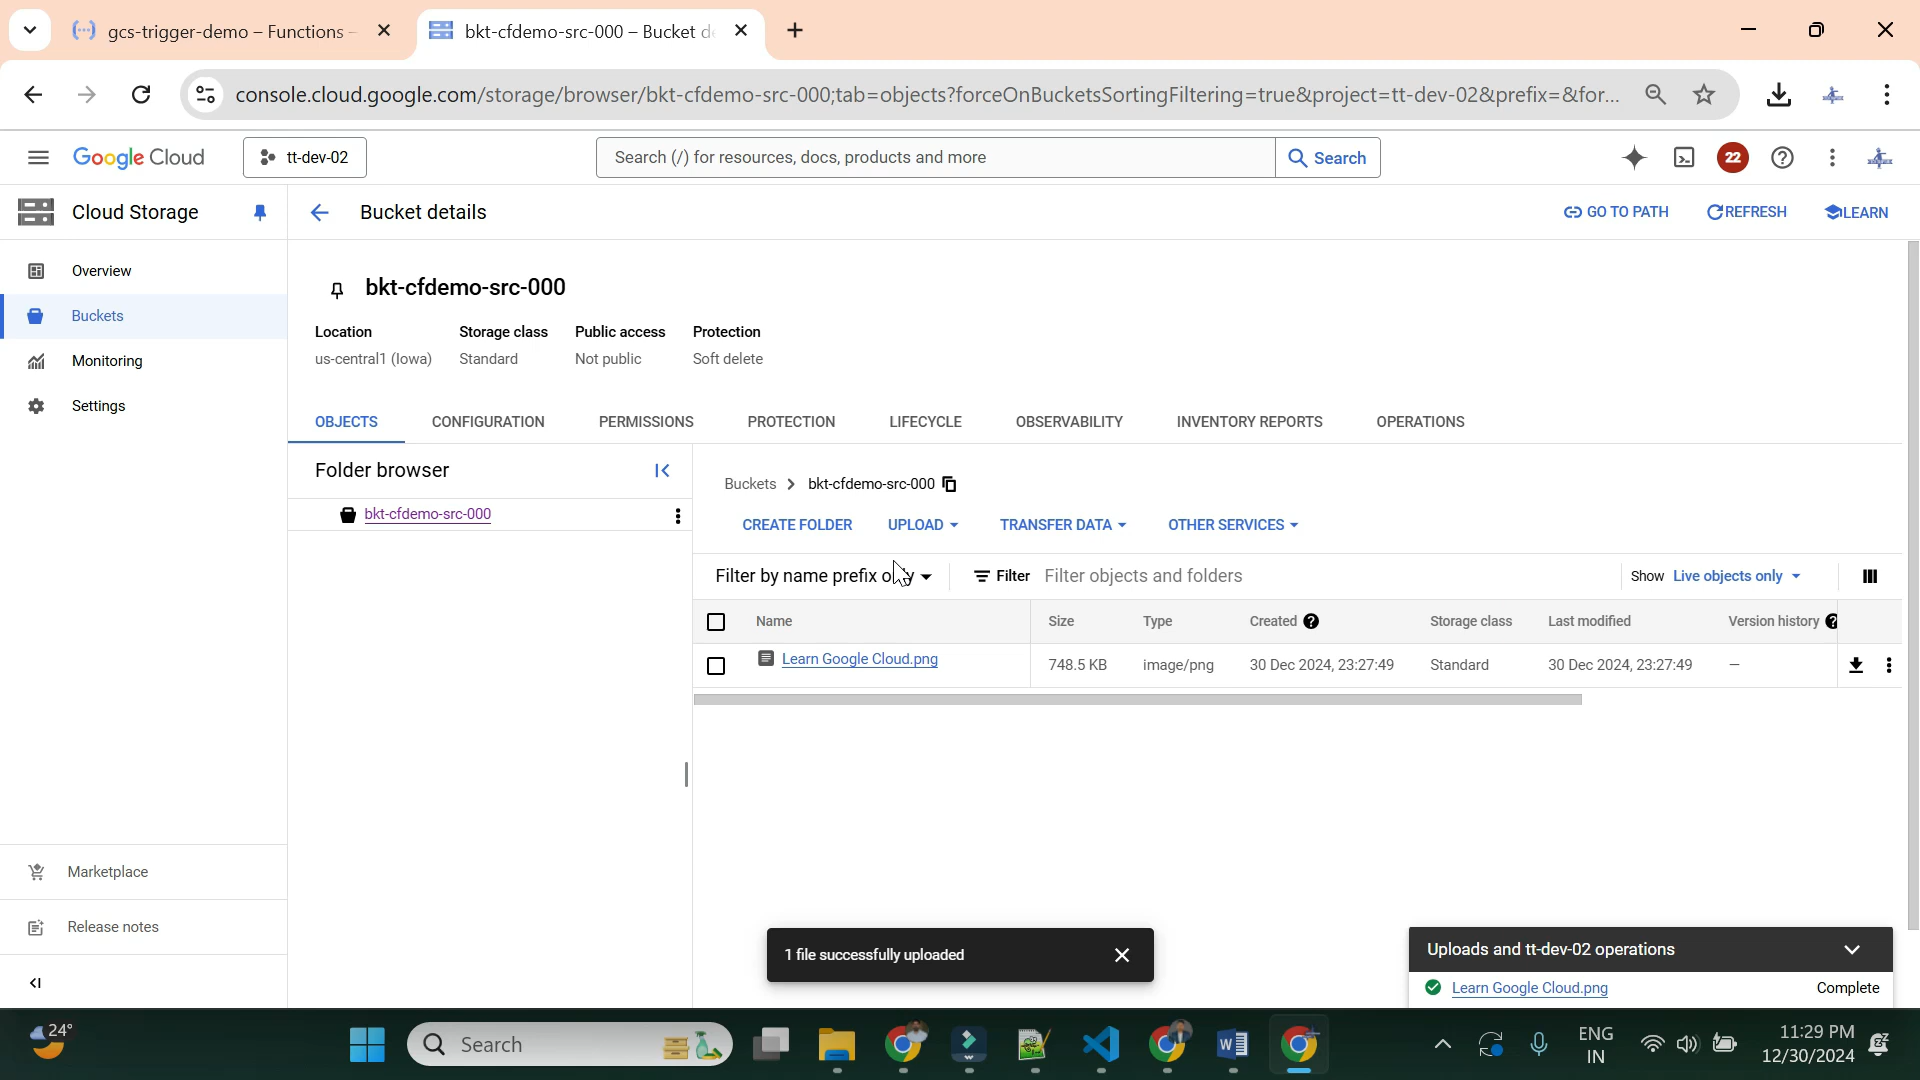 gcs-trigger-demo – Functions –
bkt-cfdemo-src-000 – Bucket de
console.cloud.google.com/storage/browser/bkt-cfdemo-src-000;tab=objects?forceOnBucketsSortingFiltering=true&project=tt-dev-02&prefix=&for...
Google Cloud
tt-dev-02
Search (/) for resources, docs, products and more
Search
22
Cloud Storage
Bucket details
GO TO PATH
REFRESH
LEARN
Overview
Buckets
Monitoring
Settings
Marketplace
Release notes
bkt-cfdemo-src-000
Location
Storage class
Public access
Protection
us-central1 (Iowa)
Standard
Not public
Soft delete
OBJECTS
CONFIGURATION
PERMISSIONS
PROTECTION
LIFECYCLE
OBSERVABILITY
INVENTORY REPORTS
OPERATIONS
Folder browser
bkt-cfdemo-src-000
Buckets > bkt-cfdemo-src-000
CREATE FOLDER
UPLOAD
TRANSFER DATA
OTHER SERVICES
Filter by name prefix only
Filter
Filter objects and folders
Show Live objects only
Name
Size
Type
Created
Storage class
Last modified
Version history
Learn Google Cloud.png
748.5 KB
image/png
30 Dec 2024, 23:27:49
Standard
30 Dec 2024, 23:27:49
–
1 file successfully uploaded
Uploads and tt-dev-02 operations
Learn Google Cloud.png
Complete
24°
Search
ENG
IN
11:29 PM
12/30/2024